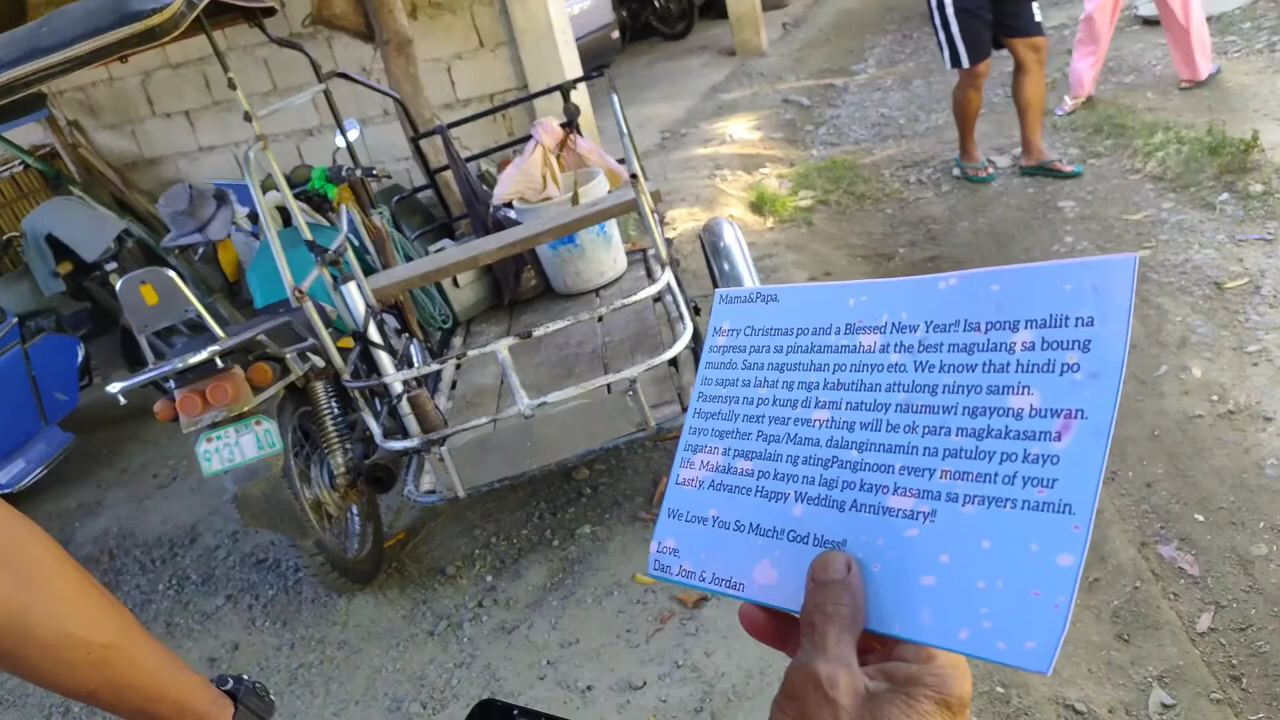 Mama&Papa,
Merry Christmas po and a Blessed New Year!! Isa pong maliit na
sorpresa para sa pinakamamahal at the best magulang sa boung
mundo. Sana nagustuhan po ninyo eto. We know that hindi po
ito sapat sa lahat ng mga kabutihan attulong ninyo samin.
Pasensya na po kung di kami natuloy naumuwi ngayong buwan.
Hopefully next year everything will be ok para magkakasama
tayo together. Papa/Mama, dalanginnamin na patuloy po kayo
ingatan at pagpalain ng atingPanginoon every moment of your
life. Makakaasa po kayo na lagi po kayo kasama sa prayers namin.
Lastly, Advance Happy Wedding Anniversary!!
We Love You So Much!! God bless!!
Love,
Dan, Jom & Jordan
9137 AQ